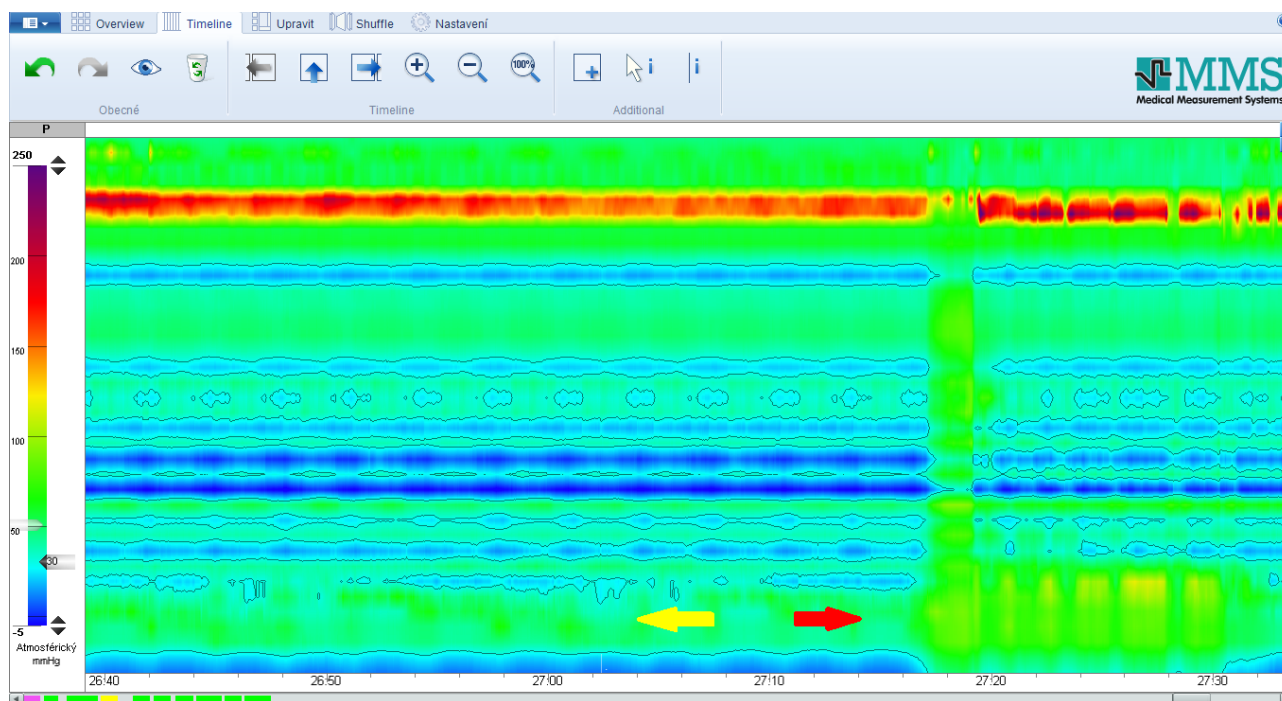 Overview Timeline Upravit Shuffle Nastavení
100% i i
Obecné Timeline Additional
MMS
Medical Measurement Systems
P
250
200
150
100
50
30
-5
Atmosférický
mmHg
26:40 26:50 27:00 27:10 27:20 27:30